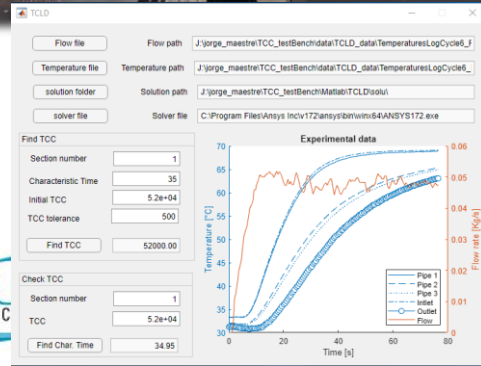 TCLD
Flow file Flow path J:\jorge_maestre\TCC_testBench\data\TCLD_data\TemperaturesLogCycle6_F
Temperature file Temperature path J:\jorge_maestre\TCC_testBench\data\TCLD_data\TemperaturesLogCycle6_
solution folder Solution path J:\jorge_maestre\TCC_testBench\Matlab\TCLD\solu\
solver file Solver file C:\Program Files\Ansys Inc\v172\ansys\bin\winx64\ANSYS172.exe
Find TCC
Section number 1
Characteristic Time 35
Initial TCC 5.2e+04
TCC tolerance 500
Find TCC 52000.00
Check TCC
Section number 1
TCC 5.2e+04
Find Char. Time 34.95
C
Experimental data
Temperature [°C]
70
65
60
55
50
45
40
35
30
0 20 40 60 80
Time [s]
0.06
0.05
0.04
0.03
0.02
0.01
0
Flow rate [Kg/s]
Pipe 1
Pipe 2
Pipe 3
Intlet
Outlet
Flow